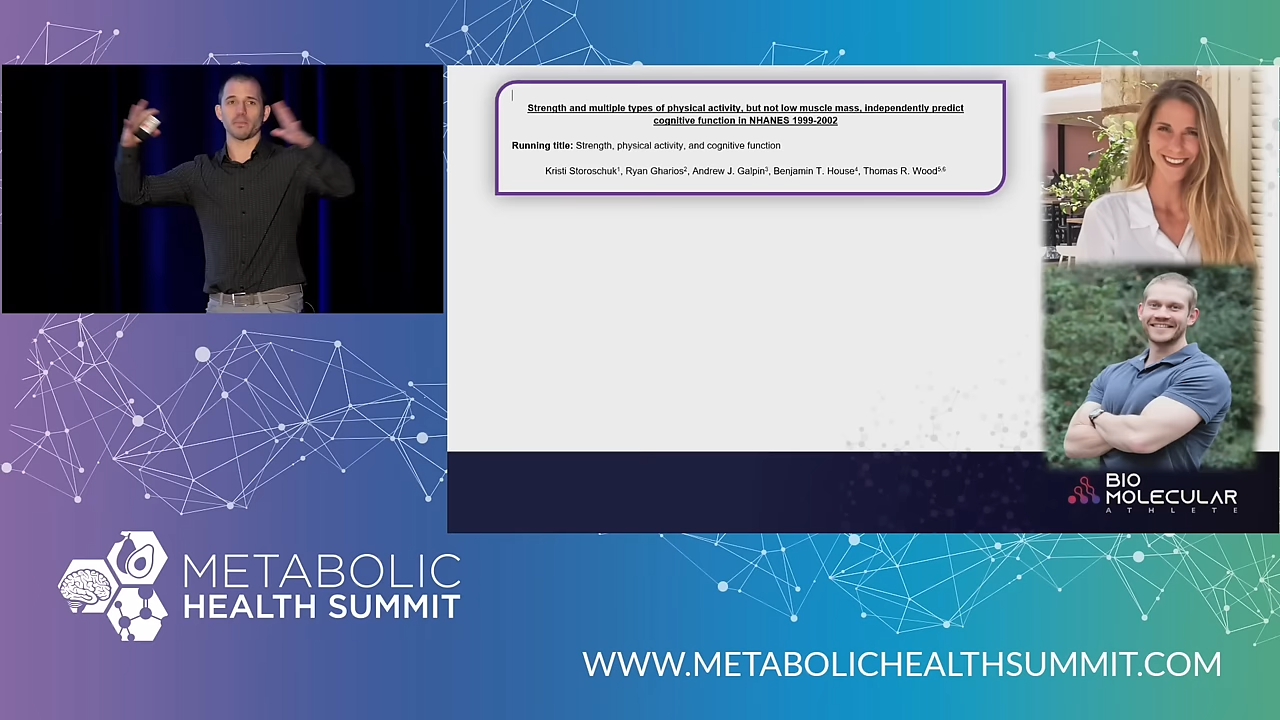 Strength and multiple types of physical activity, but not low muscle mass, independently predict
cognitive function in NHANES 1999-2002
Running title: Strength, physical activity, and cognitive function
Kristi Storoschuk1, Ryan Gharios2, Andrew J. Galpin3, Benjamin T. House4, Thomas R. Wood5,6
BIO
MOLECULAR
ATHLETE
METABOLIC
HEALTH SUMMIT
WWW.METABOLICHEALTHSUMMIT.COM